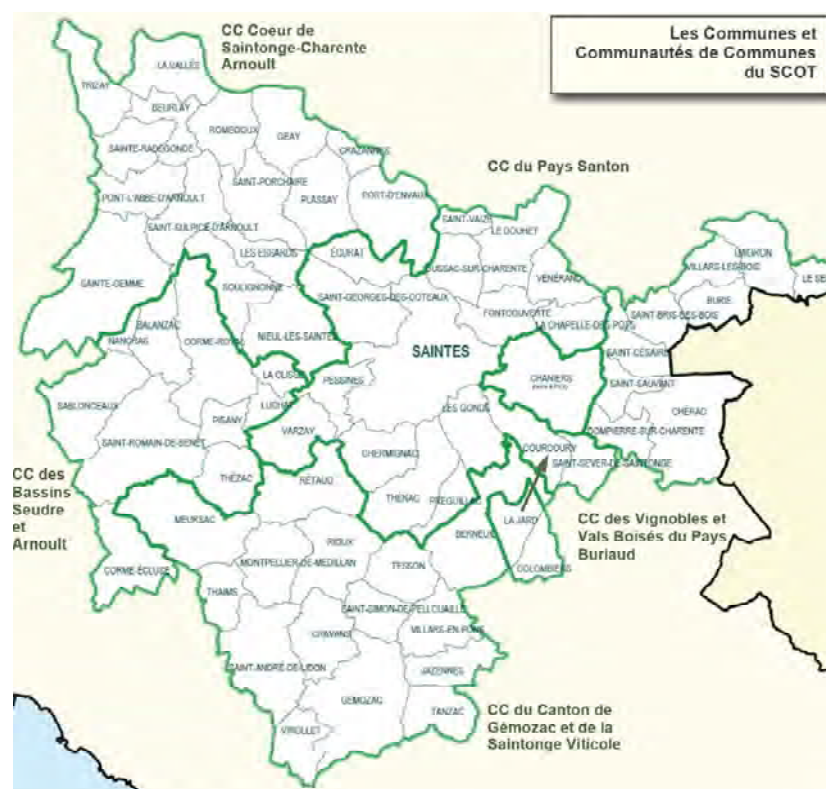 Les Communes et
Communautés de Communes
du SCOT
CC Coeur de
Saintonge-Charente
Arnoult
CC du Pays Santon
CC des
Bassins
Seudre
et
Arnoult
CC des Vignobles et
Vals Boisés du Pays
Buriaud
CC du Canton de
Gémozac et de la
Saintonge Viticole
LA VALLÉE
TRIZAY
BEURLAY
ROMEGOUX
GEAY
CRAZANNES
SAINTE-RADEGONDE
SAINT-PORCHAIRE
PLASSAY
PORT-D'ENVAUX
PONT-L'ABBÉ-D'ARNOULT
SAINT-SULPICE-D'ARNOULT
LES ESSARDS
SAINTE-GEMME
SOULIGNONNE
NIEUL-LES-SAINTES
ÉCURAT
SAINT-GEORGES-DES-COTEAUX
SAINT-VAIZE
LE DOUHET
BUSSAC-SUR-CHARENTE
VÉNÉRAND
FONTCOUVERTE
LA CHAPELLE-DES-POTS
MIGRON
VILLARS-LES-BOIS
LE SE
BURIE
SAINT-BRIS-DES-BOIS
SAINT-CÉSAIRE
SAINT-SAUVANT
CHÉRAC
DOMPIERRE-SUR-CHARENTE
BALANZAC
NANCRAS
CORME-ROYAL
LA CLISSE
LUCHAT
SABLONCEAUX
PISANY
SAINT-ROMAIN-DE-BENET
THÉZAC
SAINTES
PESSINES
VARZAY
CHANIERS
LES GONDS
CHERMIGNAC
THÉNAC
PRÉGUILLAC
COURCOURY
SAINT-SEVER-DE-SAINTONGE
LA JARD
COLOMBIERS
BERNEUIL
RÉTAUD
MEURSAC
CORME-ÉCLUSE
RIOUX
MONTPELLIER-DE-MÉDILLAN
TESSON
THAIMS
SAINT-SIMON-DE-PELLOUAILLE
CRAVANS
VILLARS-EN-PONS
SAINT-ANDRÉ-DE-LIDON
JAZENNES
GÉMOZAC
TANZAC
VIROLLET